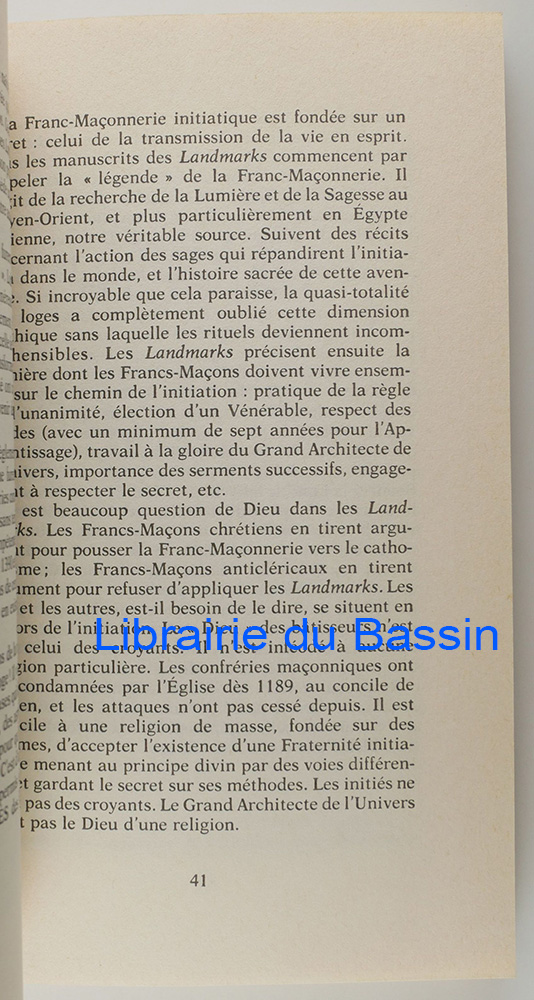 a Franc-Maçonnerie initiatique est fondée sur un
ret : celui de la transmission de la vie en esprit.
s les manuscrits des Landmarks commencent par
peler la « légende » de la Franc-Maçonnerie. Il
it de la recherche de la Lumière et de la Sagesse au
yen-Orient, et plus particulièrement en Égypte
ienne, notre véritable source. Suivent des récits
cernant l'action des sages qui répandirent l'initia-
dans le monde, et l'histoire sacrée de cette aven-
. Si incroyable que cela paraisse, la quasi-totalité
loges a complètement oublié cette dimension
hique sans laquelle les rituels deviennent incom-
hensibles. Les Landmarks précisent ensuite la
nière dont les Francs-Maçons doivent vivre ensem-
sur le chemin de l'initiation : pratique de la règle
'unanimité, élection d'un Vénérable, respect des
des (avec un minimum de sept années pour l'Ap-
ntissage), travail à la gloire du Grand Architecte de
nivers, importance des serments successifs, engage-
nt à respecter le secret, etc.
est beaucoup question de Dieu dans les Land-
ks. Les Francs-Maçons chrétiens en tirent argu-
nt pour pousser la Franc-Maçonnerie vers le catho-
me ; les Francs-Maçons anticléricaux en tirent
ument pour refuser d'appliquer les Landmarks. Les
et les autres, est-il besoin de le dire, se situent en
ors de l'initiation. Le « Dieu » des bâtisseurs n'est
celui des croyants. Il n'est inféodé à aucune
Librairie du Bassin
gion particulière. Les confréries maçonniques ont
condamnées par l'Église dès 1189, au concile de
en, et les attaques n'ont pas cessé depuis. Il est
cile à une religion de masse, fondée sur des
mes, d'accepter l'existence d'une Fraternité initia-
e menant au principe divin par des voies différen-
t gardant le secret sur ses méthodes. Les initiés ne
pas des croyants. Le Grand Architecte de l'Univers
t pas le Dieu d'une religion.
41